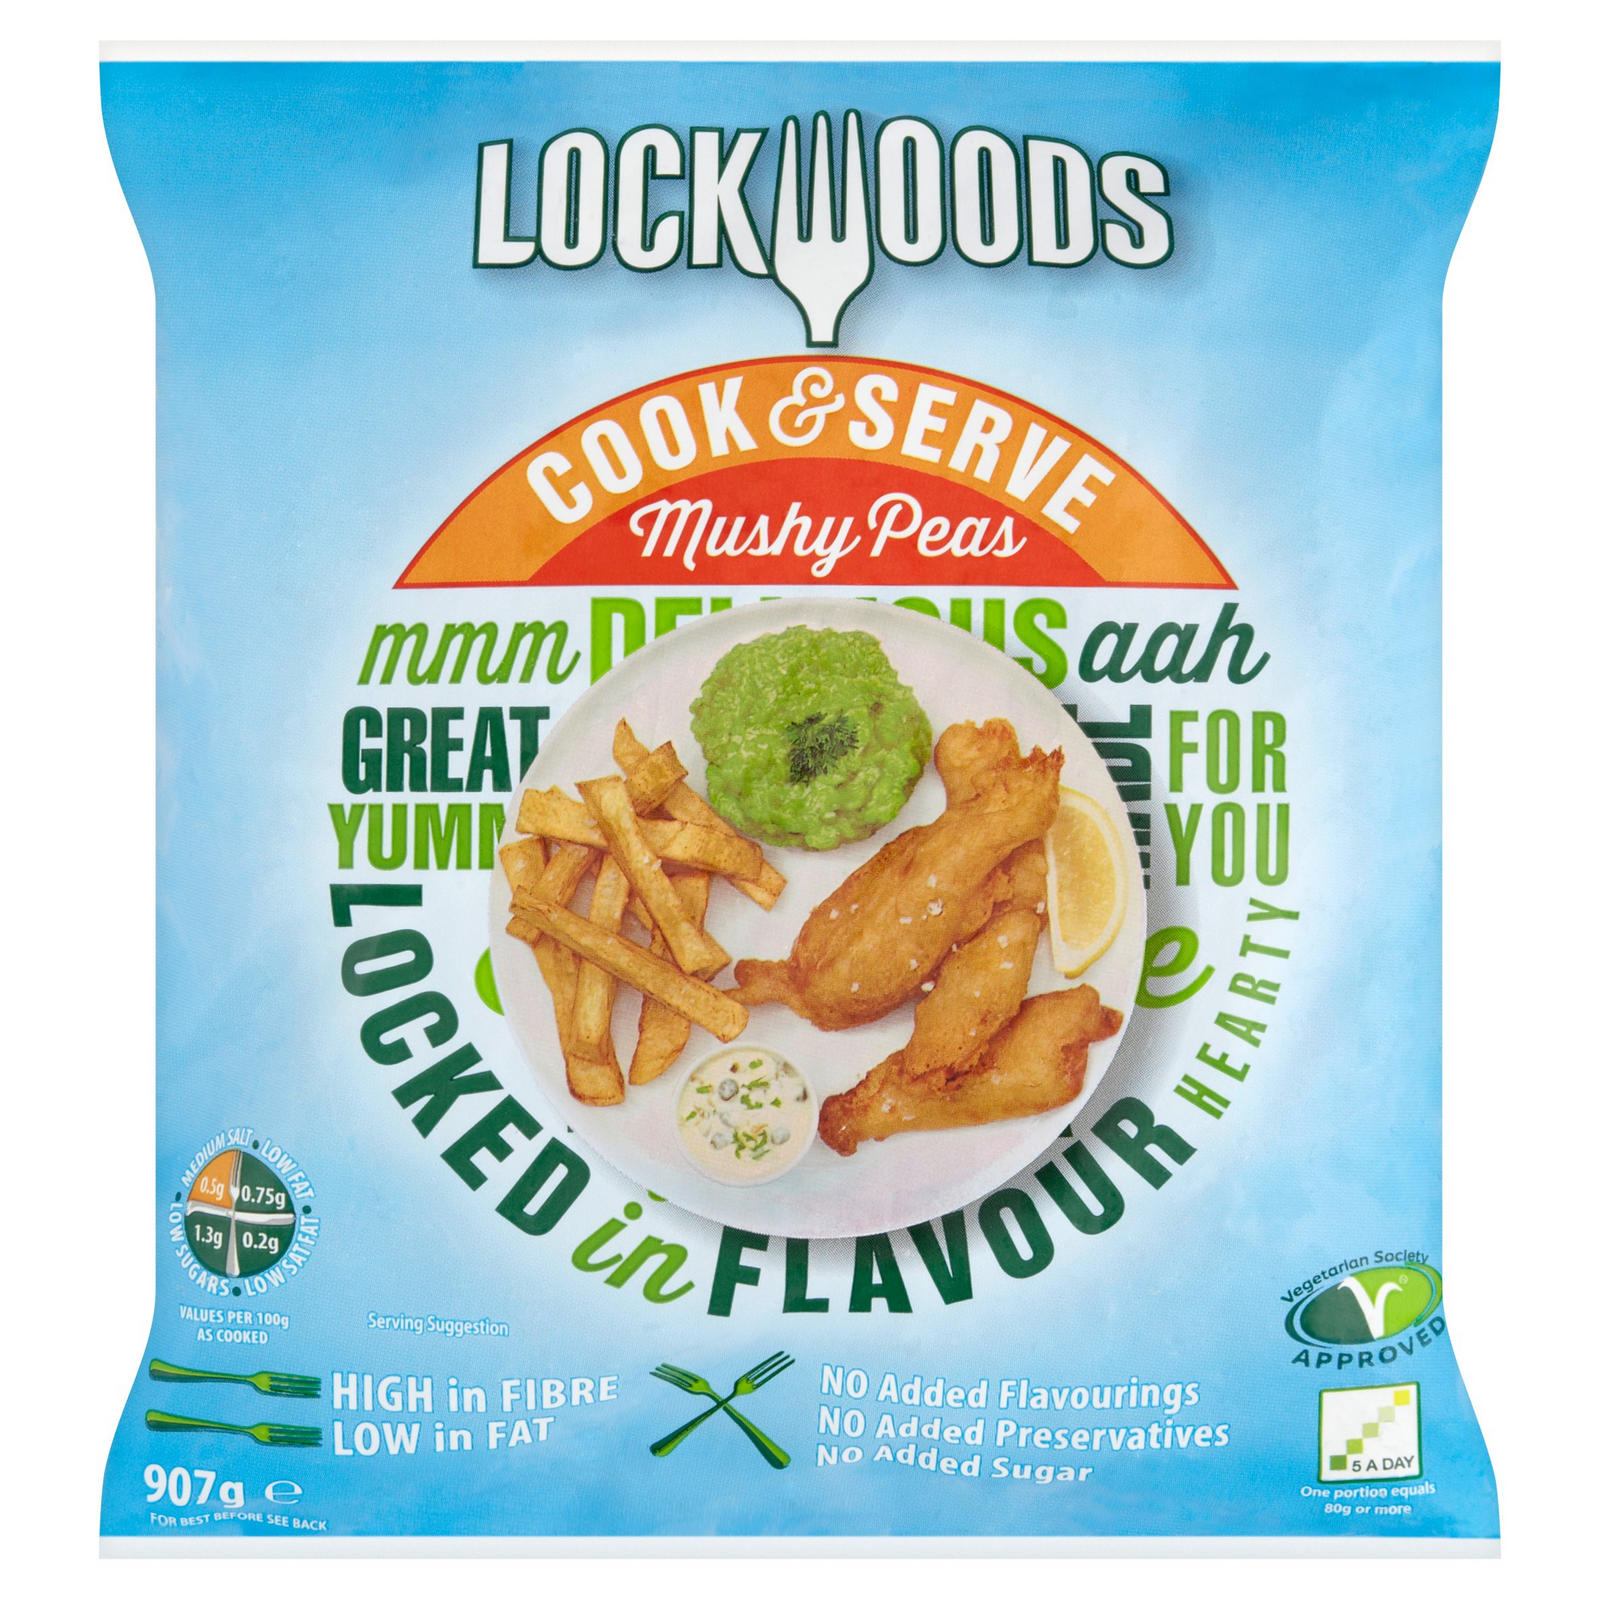 LOCKWOODS
COOK & SERVE
Mushy Peas
mmm DELICIOUS aah
GREAT
FOR
YOU
LOCKED in FLAVOUR
HEARTY
MEDIUM SALT • LOW FAT • LOW SAT FAT • LOW SUGARS •
0.5g 0.75g
1.3g 0.2g
VALUES PER 100g
AS COOKED
Serving Suggestion
HIGH in FIBRE
LOW in FAT
NO Added Flavourings
NO Added Preservatives
NO Added Sugar
907g e
FOR BEST BEFORE SEE BACK
Vegetarian Society
V ®
APPROVED
5 A DAY
One portion equals
80g or more